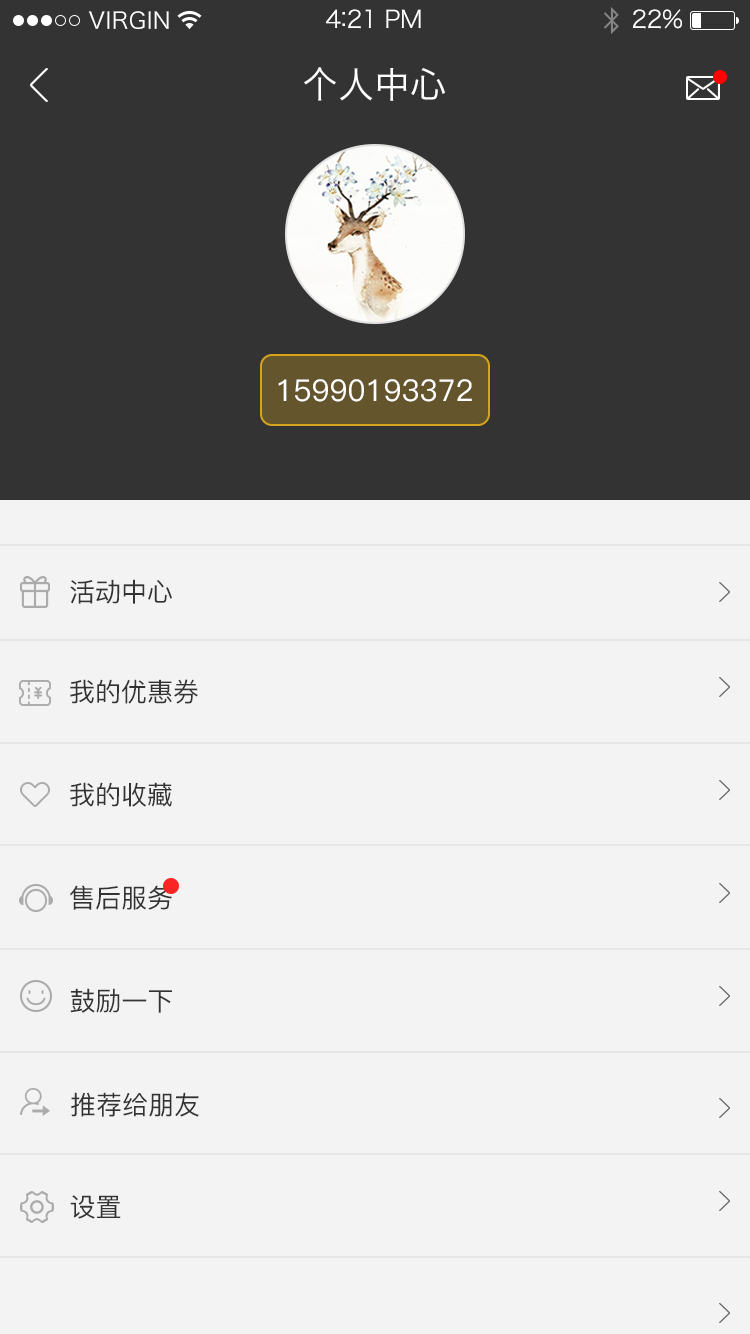 VIRGIN 4:21 PM 22%
个人中心
15990193372
活动中心
¥
我的优惠券
我的收藏
售后服务
鼓励一下
推荐给朋友
设置